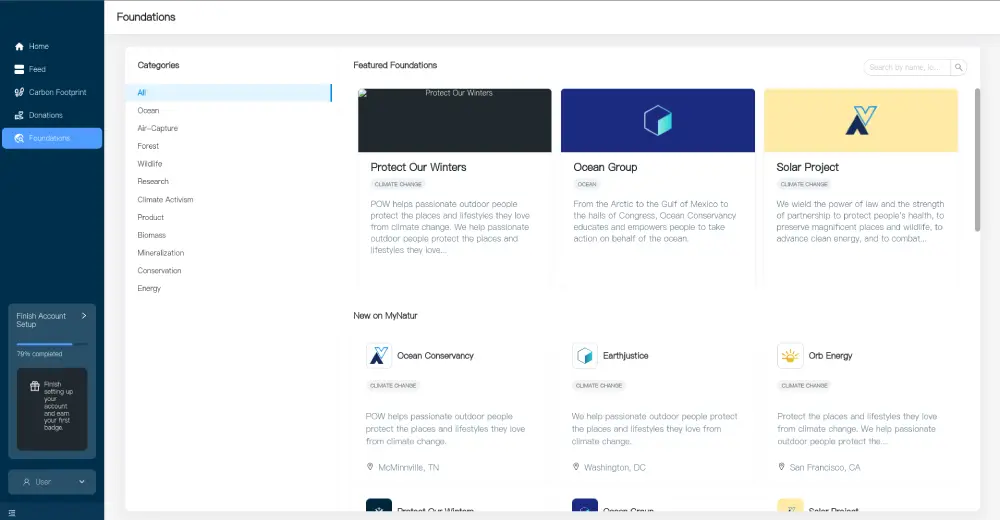 Foundations
Home
Feed
Carbon Footprint
Donations
Foundations
Finish Account
Setup
79% completed
Finish
setting up
your
account
and earn
your first
badge.
User
Categories
All
Ocean
Air-Capture
Forest
Wildlife
Research
Climate Activism
Product
Biomass
Mineralization
Conservation
Energy
Featured Foundations
Search by name, lo...
Protect Our Winters
Protect Our Winters
CLIMATE CHANGE
POW helps passionate outdoor people
protect the places and lifestyles they love
from climate change. We help passionate
outdoor people protect the places and
lifestyles they love...
Ocean Group
OCEAN
From the Arctic to the Gulf of Mexico to
the halls of Congress, Ocean Conservancy
educates and empowers people to take
action on behalf of the ocean.
Solar Project
CLIMATE CHANGE
We wield the power of law and the strength
of partnership to protect people's health, to
preserve magnificent places and wildlife, to
advance clean energy, and to combat...
New on MyNatur
Ocean Conservancy
CLIMATE CHANGE
POW helps passionate outdoor people
protect the places and lifestyles they love
from climate change.
McMinnville, TN
Earthjustice
CLIMATE CHANGE
We help passionate outdoor people protect
the places and lifestyles they love from
climate change.
Washington, DC
Orb Energy
CLIMATE CHANGE
Protect the places and lifestyles they love
from climate change. We help passionate
outdoor people protect the...
San Francisco, CA
Protect Our Winters
Ocean Group
Solar Project